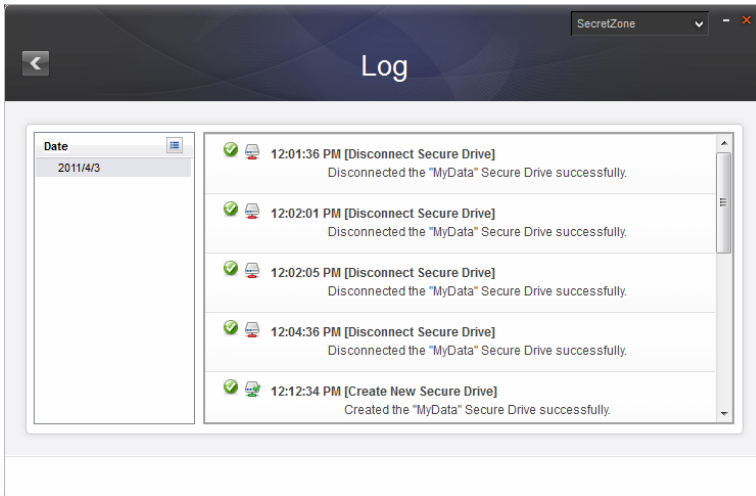 SecretZone
Log
Date
2011/4/3
12:01:36 PM [Disconnect Secure Drive]
Disconnected the "MyData" Secure Drive successfully.
12:02:01 PM [Disconnect Secure Drive]
Disconnected the "MyData" Secure Drive successfully.
12:02:05 PM [Disconnect Secure Drive]
Disconnected the "MyData" Secure Drive successfully.
12:04:36 PM [Disconnect Secure Drive]
Disconnected the "MyData" Secure Drive successfully.
12:12:34 PM [Create New Secure Drive]
Created the "MyData" Secure Drive successfully.